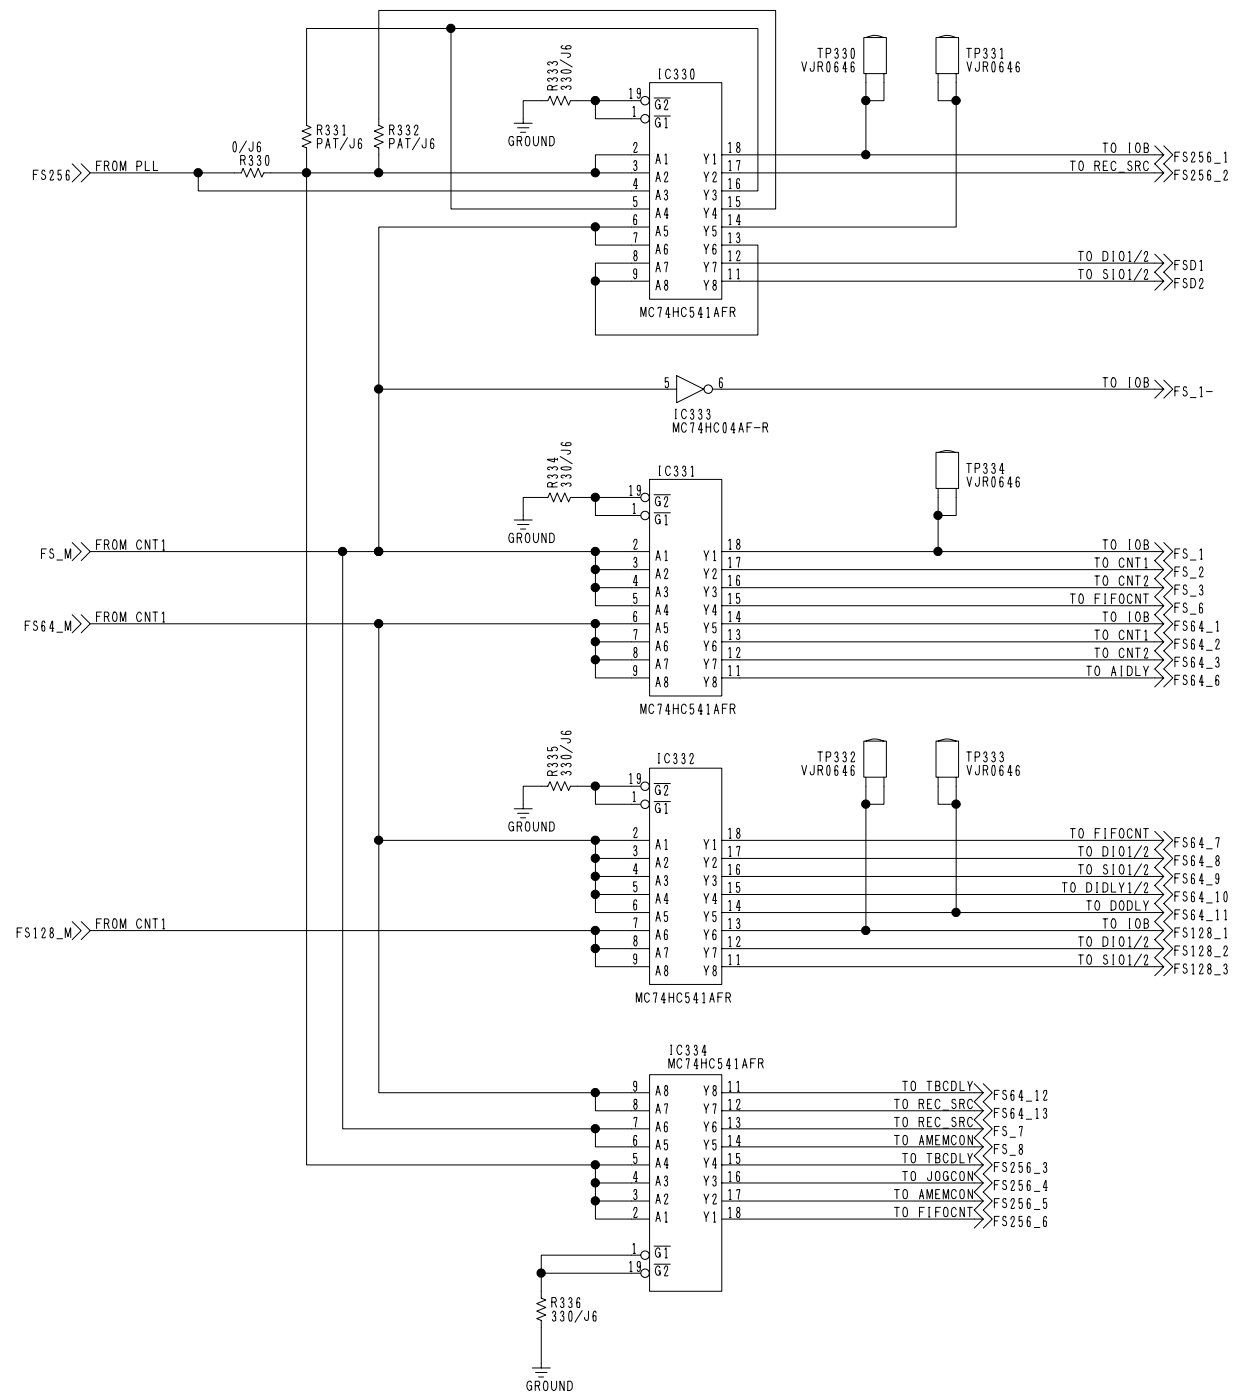 TP330
VJR0646
TP331
VJR0646
R333
330/J6
IC330
GROUND
R331
PAT/J6
R332
PAT/J6
0/J6
R330
FS256
FROM PLL
19 G2
1 G1
2 A1 Y1 18 TO IOB FS256_1
3 A2 Y2 17 TO REC_SRC FS256_2
4 A3 Y3 16
5 A4 Y4 15
6 A5 Y5 14
7 A6 Y6 13
8 A7 Y7 12 TO DIO1/2 FSD1
9 A8 Y8 11 TO SIO1/2 FSD2
MC74HC541AFR
5 6 TO IOB FS_1-
IC333
MC74HC04AF-R
R334
330/J6
IC331
TP334
VJR0646
GROUND
19 G2
1 G1
FS_M
FROM CNT1
2 A1 Y1 18 TO IOB FS_1
3 A2 Y2 17 TO CNT1 FS_2
4 A3 Y3 16 TO CNT2 FS_3
5 A4 Y4 15 TO FIFOCNT FS_6
FS64_M
FROM CNT1
6 A5 Y5 14 TO IOB FS64_1
7 A6 Y6 13 TO CNT1 FS64_2
8 A7 Y7 12 TO CNT2 FS64_3
9 A8 Y8 11 TO AIDLY FS64_6
MC74HC541AFR
R335
330/J6
IC332
TP332
VJR0646
TP333
VJR0646
GROUND
19 G2
1 G1
2 A1 Y1 18 TO FIFOCNT FS64_7
3 A2 Y2 17 TO DIO1/2 FS64_8
4 A3 Y3 16 TO SIO1/2 FS64_9
5 A4 Y4 15 TO DIDLY1/2 FS64_10
6 A5 Y5 14 TO DODLY FS64_11
FS128_M
FROM CNT1
7 A6 Y6 13 TO IOB FS128_1
8 A7 Y7 12 TO DIO1/2 FS128_2
9 A8 Y8 11 TO SIO1/2 FS128_3
MC74HC541AFR
IC334
MC74HC541AFR
9 A8 Y8 11 TO TBCDLY FS64_12
8 A7 Y7 12 TO REC_SRC FS64_13
7 A6 Y6 13 TO REC_SRC FS_7
6 A5 Y5 14 TO AMEMCON FS_8
5 A4 Y4 15 TO TBCDLY FS256_3
4 A3 Y3 16 TO JOGCON FS256_4
3 A2 Y2 17 TO AMEMCON FS256_5
2 A1 Y1 18 TO FIFOCNT FS256_6
1 G1
19 G2
R336
330/J6
GROUND